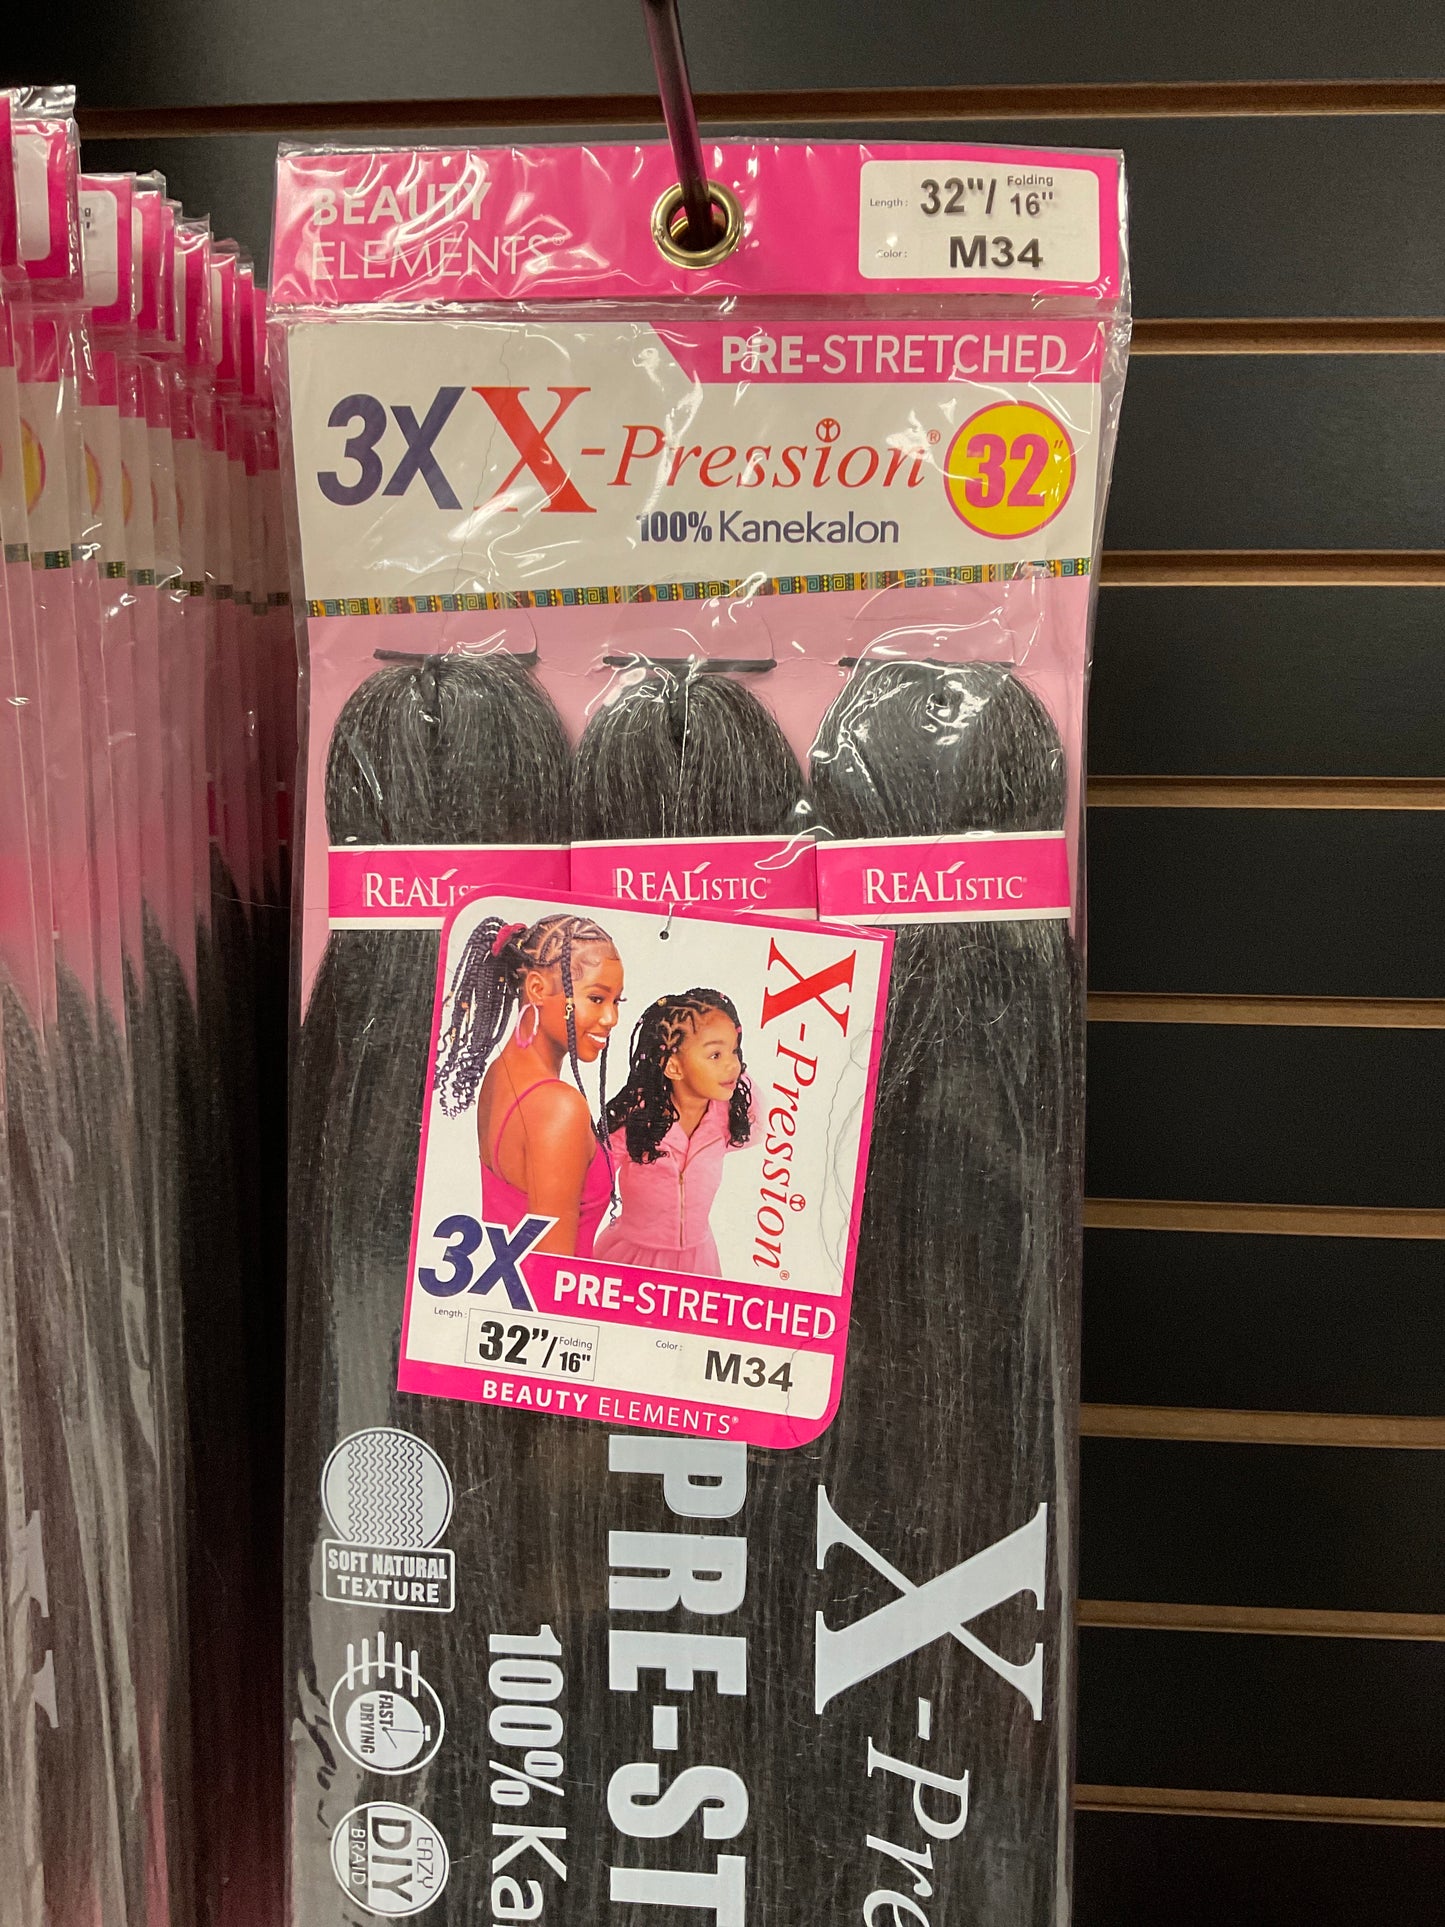 BEAUTY
ELEMENTS®
Length : 32"/ Folding 16"
Color : M34
PRE-STRETCHED
3X X-Pression® 32"
100% Kanekalon
REALISTIC
REALISTIC®
REALISTIC®
X-Pression®
3X PRE-STRETCHED
Length : 32”/ Folding 16"
Color : M34
BEAUTY ELEMENTS®
SOFT NATURAL
TEXTURE
FAST
DRYING
EAZY
DIY
BRAID
100% Ka
PRE-ST
X-Pre